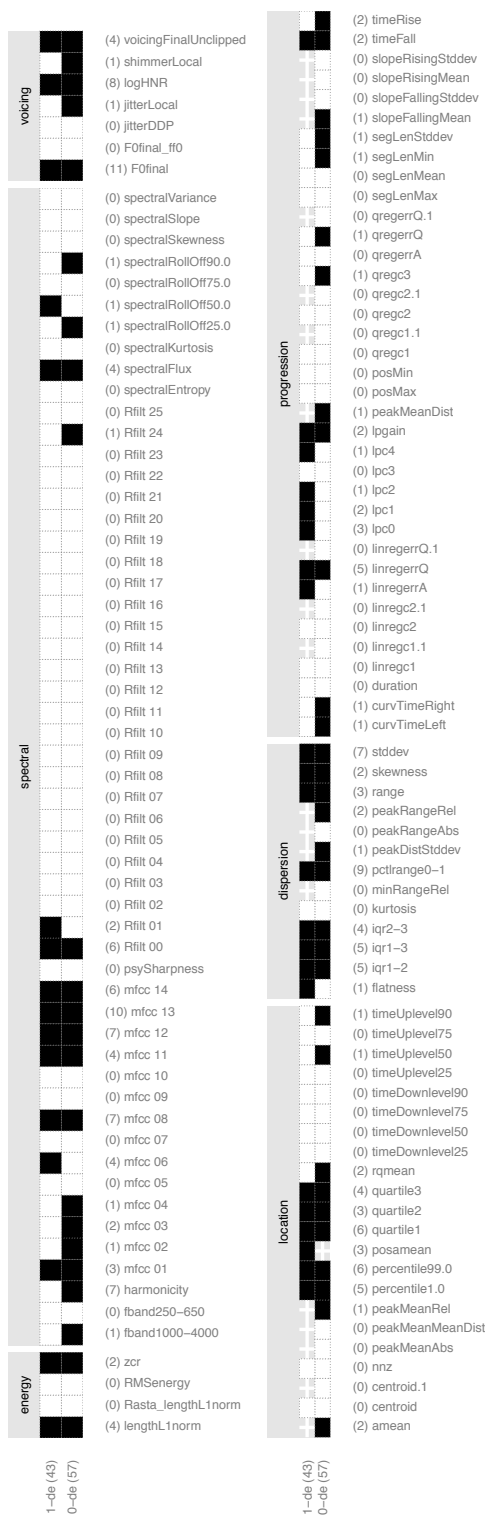 voicing
(4) voicingFinalUnclipped
(1) shimmerLocal
(8) logHNR
(1) jitterLocal
(0) jitterDDP
(0) F0final_ff0
(11) F0final
spectral
(0) spectralVariance
(0) spectralSlope
(0) spectralSkewness
(1) spectralRollOff90.0
(0) spectralRollOff75.0
(1) spectralRollOff50.0
(1) spectralRollOff25.0
(0) spectralKurtosis
(4) spectralFlux
(0) spectralEntropy
(0) Rfilt 25
(1) Rfilt 24
(0) Rfilt 23
(0) Rfilt 22
(0) Rfilt 21
(0) Rfilt 20
(0) Rfilt 19
(0) Rfilt 18
(0) Rfilt 17
(0) Rfilt 16
(0) Rfilt 15
(0) Rfilt 14
(0) Rfilt 13
(0) Rfilt 12
(0) Rfilt 11
(0) Rfilt 10
(0) Rfilt 09
(0) Rfilt 08
(0) Rfilt 07
(0) Rfilt 06
(0) Rfilt 05
(0) Rfilt 04
(0) Rfilt 03
(0) Rfilt 02
(2) Rfilt 01
(6) Rfilt 00
(0) psySharpness
(6) mfcc 14
(10) mfcc 13
(7) mfcc 12
(4) mfcc 11
(0) mfcc 10
(0) mfcc 09
(7) mfcc 08
(0) mfcc 07
(4) mfcc 06
(0) mfcc 05
(1) mfcc 04
(2) mfcc 03
(1) mfcc 02
(3) mfcc 01
(7) harmonicity
(0) fband250−650
(1) fband1000−4000
energy
(2) zcr
(0) RMSenergy
(0) Rasta_lengthL1norm
(4) lengthL1norm
1−de (43)
0−de (57)
progression
(2) timeRise
(2) timeFall
(0) slopeRisingStddev
(0) slopeRisingMean
(0) slopeFallingStddev
(1) slopeFallingMean
(1) segLenStddev
(1) segLenMin
(0) segLenMean
(0) segLenMax
(0) qregerrQ.1
(1) qregerrQ
(0) qregerrA
(1) qregc3
(0) qregc2.1
(0) qregc2
(0) qregc1.1
(0) qregc1
(0) posMin
(0) posMax
(1) peakMeanDist
(2) lpgain
(1) lpc4
(0) lpc3
(1) lpc2
(2) lpc1
(3) lpc0
(0) linregerrQ.1
(5) linregerrQ
(1) linregerrA
(0) linregc2.1
(0) linregc2
(0) linregc1.1
(0) linregc1
(0) duration
(1) curvTimeRight
(1) curvTimeLeft
dispersion
(7) stddev
(2) skewness
(3) range
(2) peakRangeRel
(0) peakRangeAbs
(1) peakDistStddev
(9) pctlrange0−1
(0) minRangeRel
(0) kurtosis
(4) iqr2−3
(5) iqr1−3
(5) iqr1−2
(1) flatness
location
(1) timeUplevel90
(0) timeUplevel75
(1) timeUplevel50
(0) timeUplevel25
(0) timeDownlevel90
(0) timeDownlevel75
(0) timeDownlevel50
(0) timeDownlevel25
(2) rqmean
(4) quartile3
(3) quartile2
(6) quartile1
(3) posamean
(6) percentile99.0
(5) percentile1.0
(1) peakMeanRel
(0) peakMeanMeanDist
(0) peakMeanAbs
(0) nnz
(0) centroid.1
(0) centroid
(2) amean
1−de (43)
0−de (57)